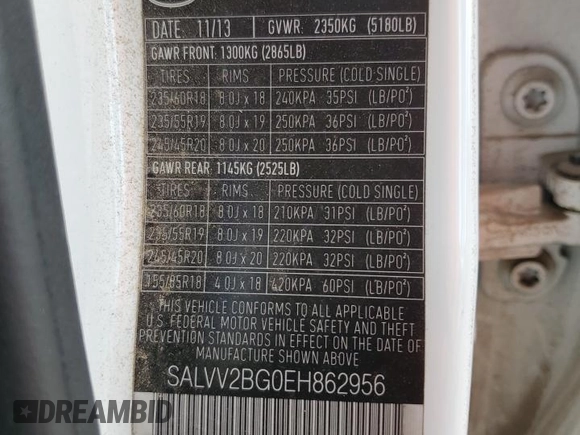 DATE: 11/13 GVWR: 2350KG (5180LB)
GAWR FRONT: 1300KG (2865LB)
TIRES RIMS PRESSURE (COLD SINGLE)
235/60R18 8.0J x 18 240KPA 35PSI (LB/PO²)
235/55R19 8.0J x 19 250KPA 36PSI (LB/PO²)
245/45R20 8.0J x 20 250KPA 36PSI (LB/PO²)
GAWR REAR: 1145KG (2525LB)
TIRES RIMS PRESSURE (COLD SINGLE)
235/60R18 8.0J x 18 210KPA 31PSI (LB/PO²)
235/55R19 8.0J x 19 220KPA 32PSI (LB/PO²)
245/45R20 8.0J x 20 220KPA 32PSI (LB/PO²)
155/85R18 4.0J x 18 420KPA 60PSI (LB/PO²)
THIS VEHICLE CONFORMS TO ALL APPLICABLE
U.S. FEDERAL MOTOR VEHICLE SAFETY AND THEFT
PREVENTION STANDARDS IN EFFECT ON THE DATE
OF MANUFACTURE SHOWN ABOVE
SALVV2BG0EH862956
DREAMBID